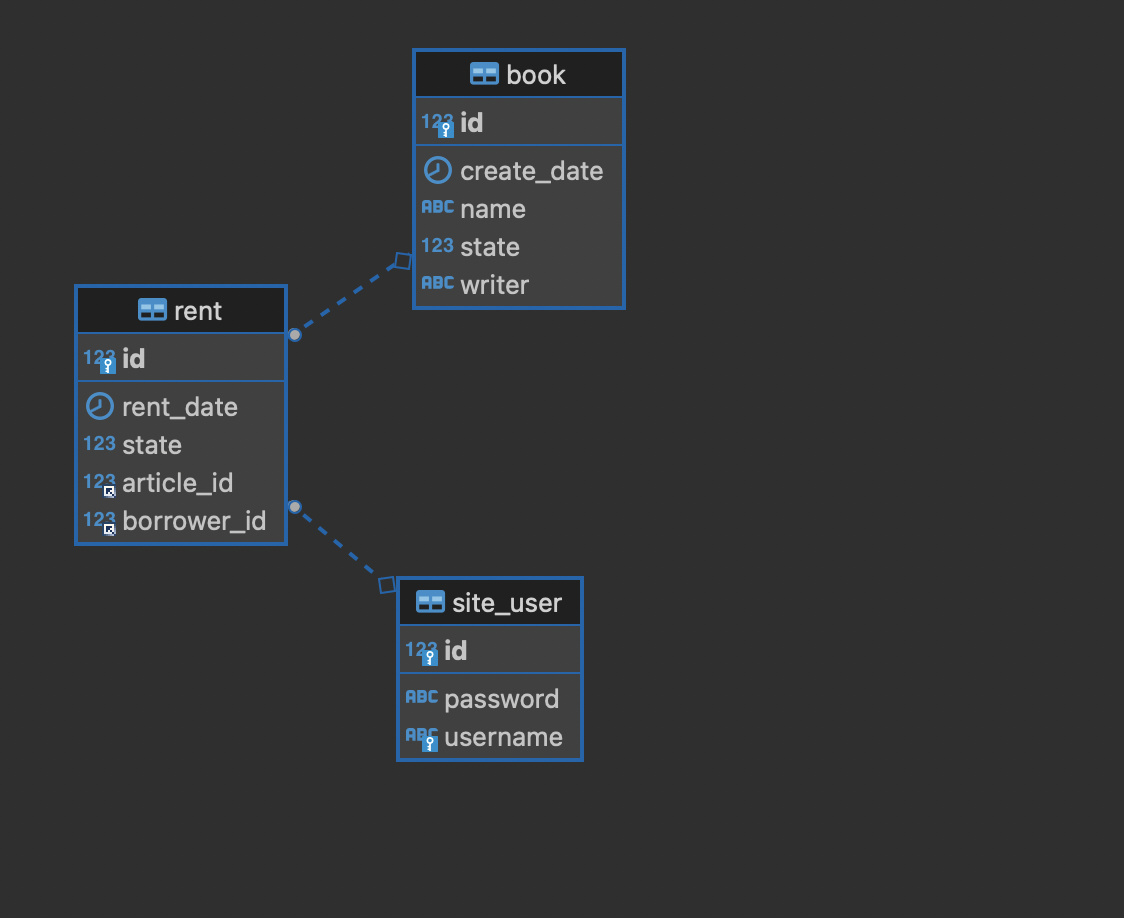 book
123 id
create_date
ABC name
123 state
ABC writer
rent
123 id
rent_date
123 state
123 article_id
123 borrower_id
site_user
123 id
ABC password
ABC username